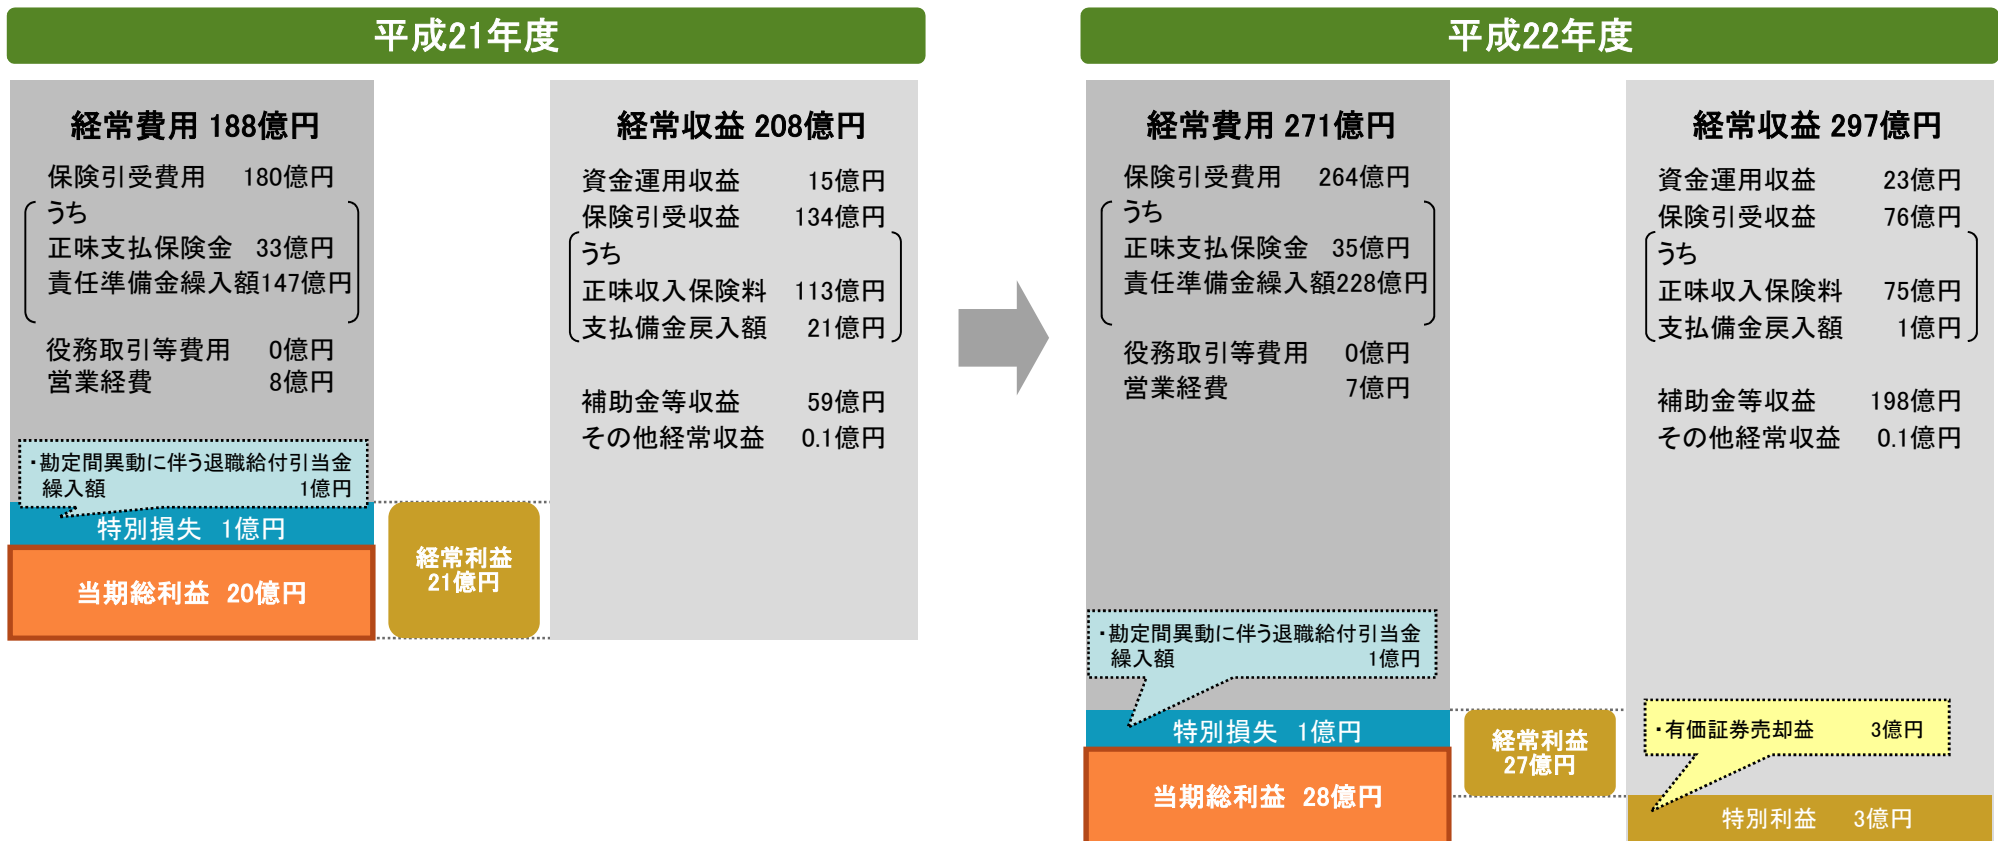 平成21年度
経常費用 188億円
保険引受費用 180億円
うち
正味支払保険金 33億円
責任準備金繰入額147億円
役務取引等費用 0億円
営業経費 8億円
・勘定間異動に伴う退職給付引当金
繰入額 1億円
特別損失 1億円
当期総利益 20億円
経常利益
21億円
経常収益 208億円
資金運用収益 15億円
保険引受収益 134億円
うち
正味収入保険料 113億円
支払備金戻入額 21億円
補助金等収益 59億円
その他経常収益 0.1億円
平成22年度
経常費用 271億円
保険引受費用 264億円
うち
正味支払保険金 35億円
責任準備金繰入額228億円
役務取引等費用 0億円
営業経費 7億円
・勘定間異動に伴う退職給付引当金
繰入額 1億円
特別損失 1億円
当期総利益 28億円
経常利益
27億円
経常収益 297億円
資金運用収益 23億円
保険引受収益 76億円
うち
正味収入保険料 75億円
支払備金戻入額 1億円
補助金等収益 198億円
その他経常収益 0.1億円
・有価証券売却益 3億円
特別利益 3億円